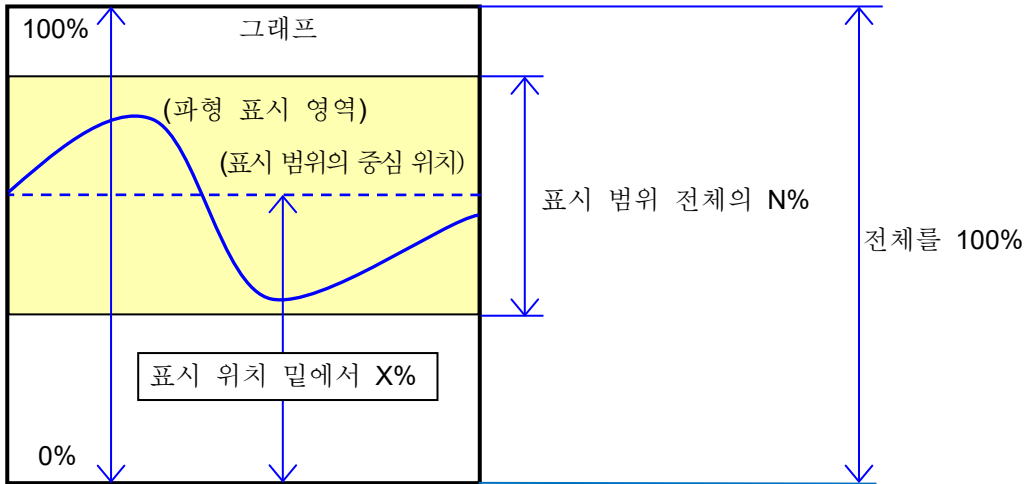 100%
그래프
(파형 표시 영역)
(표시 범위의 중심 위치)
표시 범위 전체의 N%
전체를 100%
표시 위치 밑에서 X%
0%